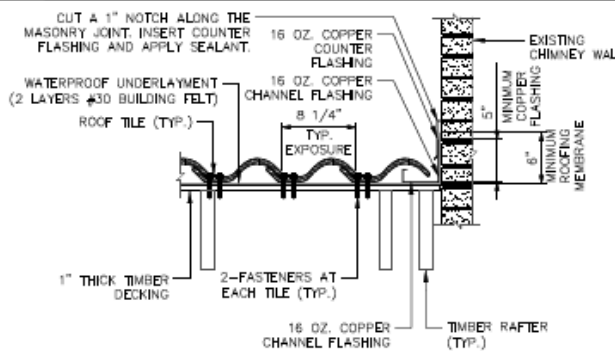 CUT A 1" NOTCH ALONG THE
MASONRY JOINT. INSERT COUNTER
FLASHING AND APPLY SEALANT.
16 OZ. COPPER
COUNTER
FLASHING
EXISTING
CHIMNEY WALL
WATERPROOF UNDERLAYMENT
(2 LAYERS #30 BUILDING FELT)
16 OZ. COPPER
CHANNEL FLASHING
ROOF TILE (TYP.)
8 1/4"
TYP.
EXPOSURE
5"
MINIMUM
COPPER
FLASHING
6"
MINIMUM
ROOFING
MEMBRANE
1" THICK TIMBER
DECKING
2-FASTENERS AT
EACH TILE (TYP.)
16 OZ. COPPER
CHANNEL FLASHING
TIMBER RAFTER
(TYP.)